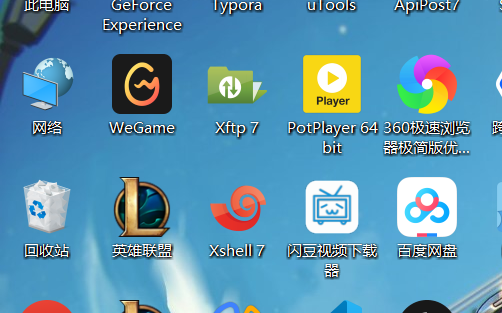 此电脑
GeForce
Experience
Typora
uTools
ApiPost7
网络
WeGame
Xftp 7
Player
PotPlayer 64
bit
360极速浏览
器极简版优...
回收站
英雄联盟
Xshell 7
闪豆视频下载
器
百度网盘